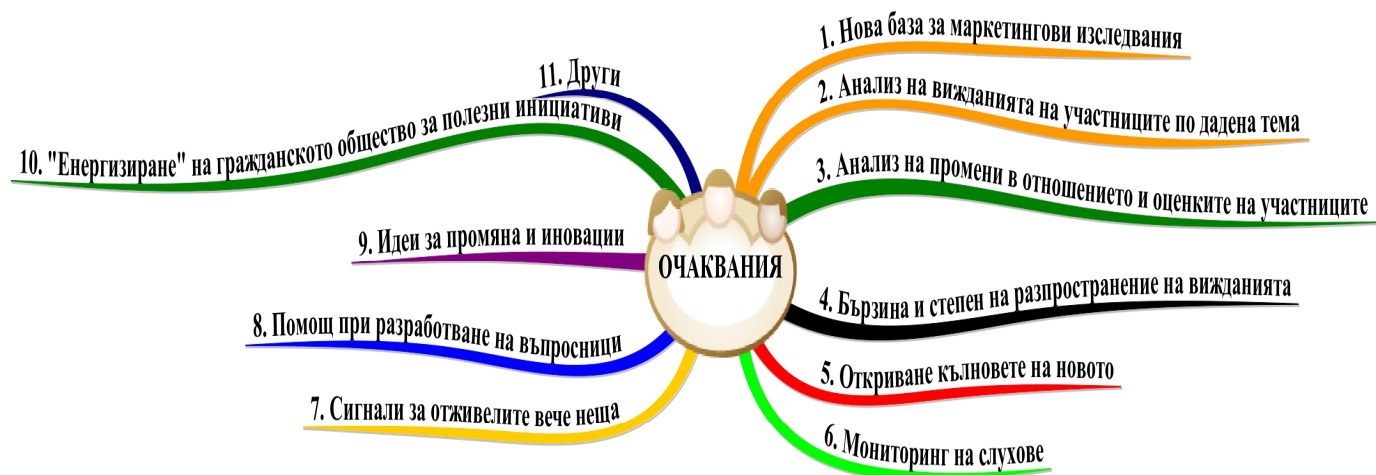 ОЧАКВАНИЯ
1. Нова база за маркетингови изследвания
2. Анализ на вижданията на участниците по дадена тема
3. Анализ на промени в отношението и оценките на участниците
4. Бързина и степен на разпространение на вижданията
5. Откриване кълновете на новото
6. Мониторинг на слухове
7. Сигнали за отживелите вече неща
8. Помощ при разработване на въпросници
9. Идеи за промяна и иновации
10. "Енергизиране" на гражданското общество за полезни инициативи
11. Други